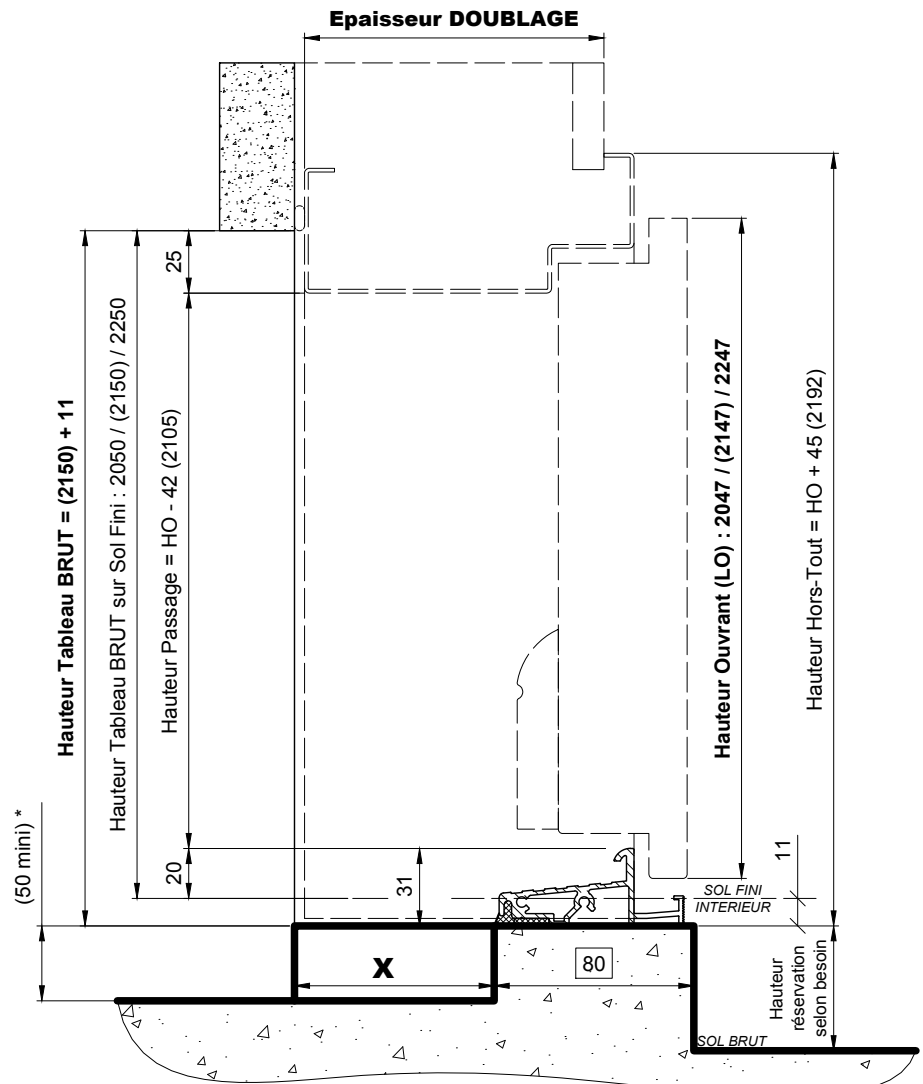 Epaisseur DOUBLAGE
25
Hauteur Tableau BRUT = (2150) + 11
Hauteur Tableau BRUT sur Sol Fini : 2050 / (2150) / 2250
Hauteur Passage = HO - 42 (2105)
Hauteur Ouvrant (LO) : 2047 / (2147) / 2247
Hauteur Hors-Tout = HO + 45 (2192)
(50 mini) *
20
31
11
SOL FINI
INTERIEUR
X
80
Hauteur
réservation
selon besoin
SOL BRUT